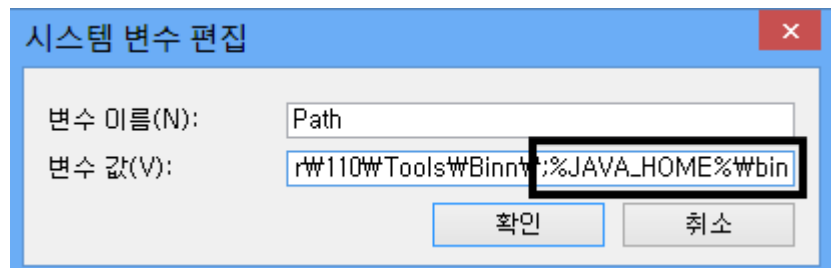 시스템 변수 편집
변수 이름(N): Path
변수 값(V): r₩110₩Tools₩Binn₩;%JAVA_HOME%₩bin
확인 취소